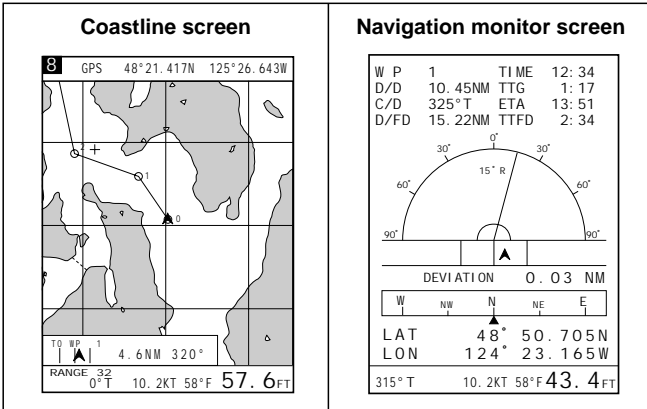 Coastline screen
8 GPS 48°21.417N 125°26.643W
2
1
0
TO WP 1
4.6NM 320°
RANGE 32
0°T 10.2KT 58°F 57.6FT
Navigation monitor screen
W P 1 TIME 12:34
D/D 10.45NM TTG 1:17
C/D 325°T ETA 13:51
D/FD 15.22NM TTFD 2:34
0°
30° 30°
15° R
60° 60°
90° 90°
DEVIATION 0.03 NM
W NW N NE E
LAT 48° 50.705N
LON 124° 23.165W
315°T 10.2KT 58°F 43.4FT